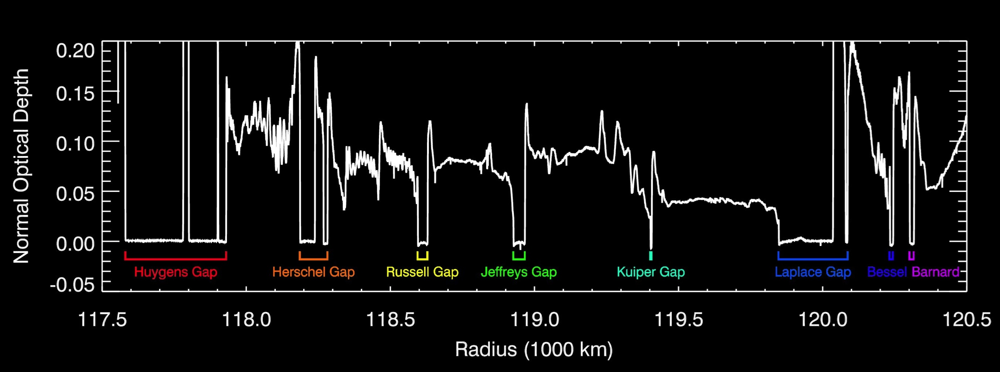 Normal Optical Depth
0.20
0.15
0.10
0.05
0.00
-0.05
Huygens Gap
Herschel Gap
Russell Gap
Jeffreys Gap
Kuiper Gap
Laplace Gap
Bessel
Barnard
117.5 118.0 118.5 119.0 119.5 120.0 120.5
Radius (1000 km)